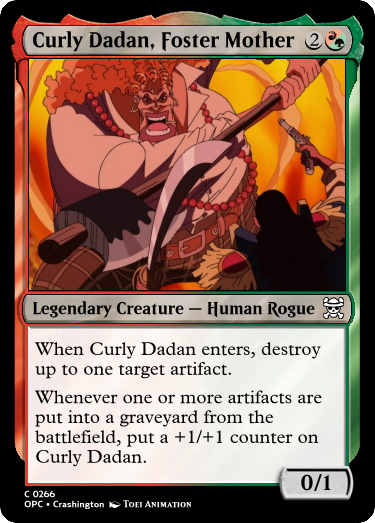 Curly Dadan, Foster Mother 2
Legendary Creature — Human Rogue
When Curly Dadan enters, destroy
up to one target artifact.
Whenever one or more artifacts are
put into a graveyard from the
battlefield, put a +1/+1 counter on
Curly Dadan.
0/1
C 0266
OPC • Crashington Toei Animation